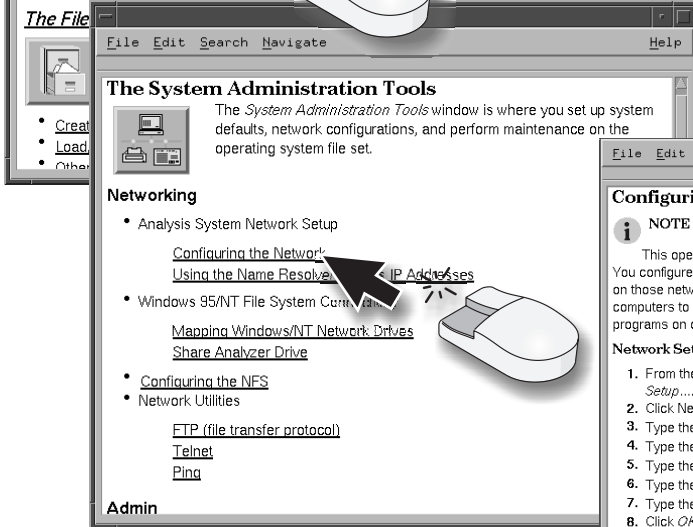 The File
Creat
Load,
Other
File Edit Search Navigate Help
The System Administration Tools
The System Administration Tools window is where you set up system
defaults, network configurations, and perform maintenance on the
operating system file set.
Networking
• Analysis System Network Setup
Configuring the Network
Using the Name Resolver IP Addresses
• Windows 95/NT File System
Mapping Windows/NT Network Drives
Share Analyzer Drive
• Configuring the NFS
• Network Utilities
FTP (file transfer protocol)
Telnet
Ping
Admin
File Edit
Configuri
i NOTE
This ope
You configure
on those netw
computers to
programs on o
Network Set
1. From the
Setup....
2. Click Ne
3. Type the
4. Type the
5. Type the
6. Type the
7. Type the
8. Click OK